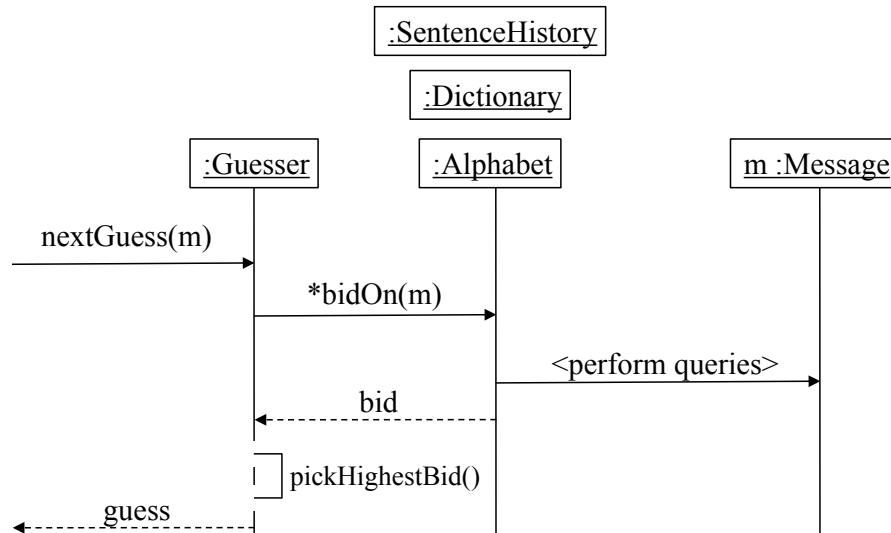 :SentenceHistory
:Dictionary
:Guesser
:Alphabet
m :Message
nextGuess(m)
*bidOn(m)
<perform queries>
bid
pickHighestBid()
guess